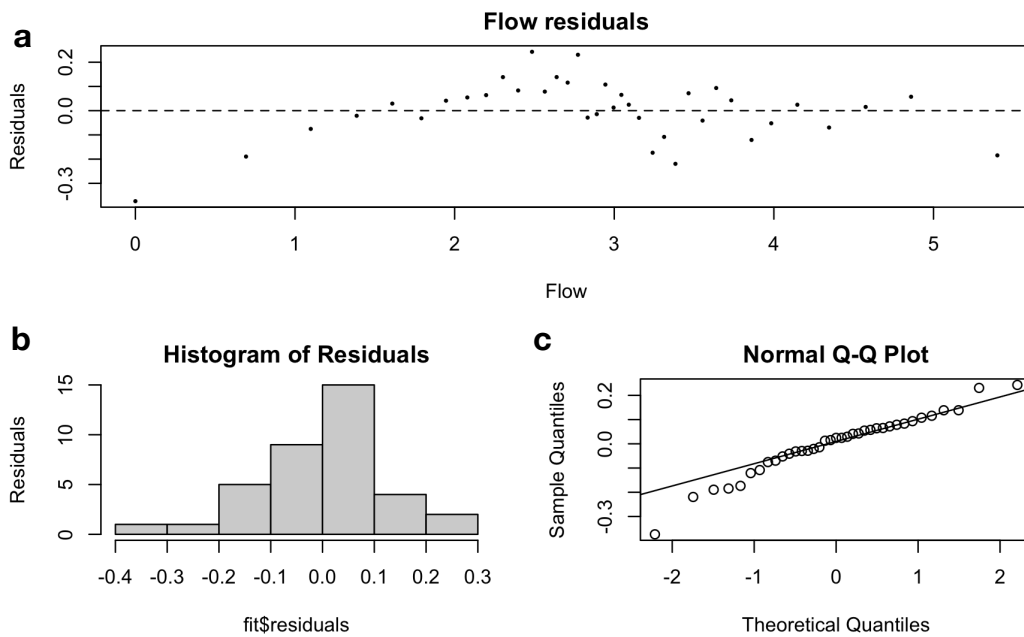 a
Flow residuals
Residuals
0.2
0.0
-0.3
0 1 2 3 4 5
Flow
b
Histogram of Residuals
Residuals
15
10
5
0
-0.4 -0.3 -0.2 -0.1 0.0 0.1 0.2 0.3
fit$residuals
c
Normal Q-Q Plot
Sample Quantiles
0.2
0.0
-0.3
-2 -1 0 1 2
Theoretical Quantiles